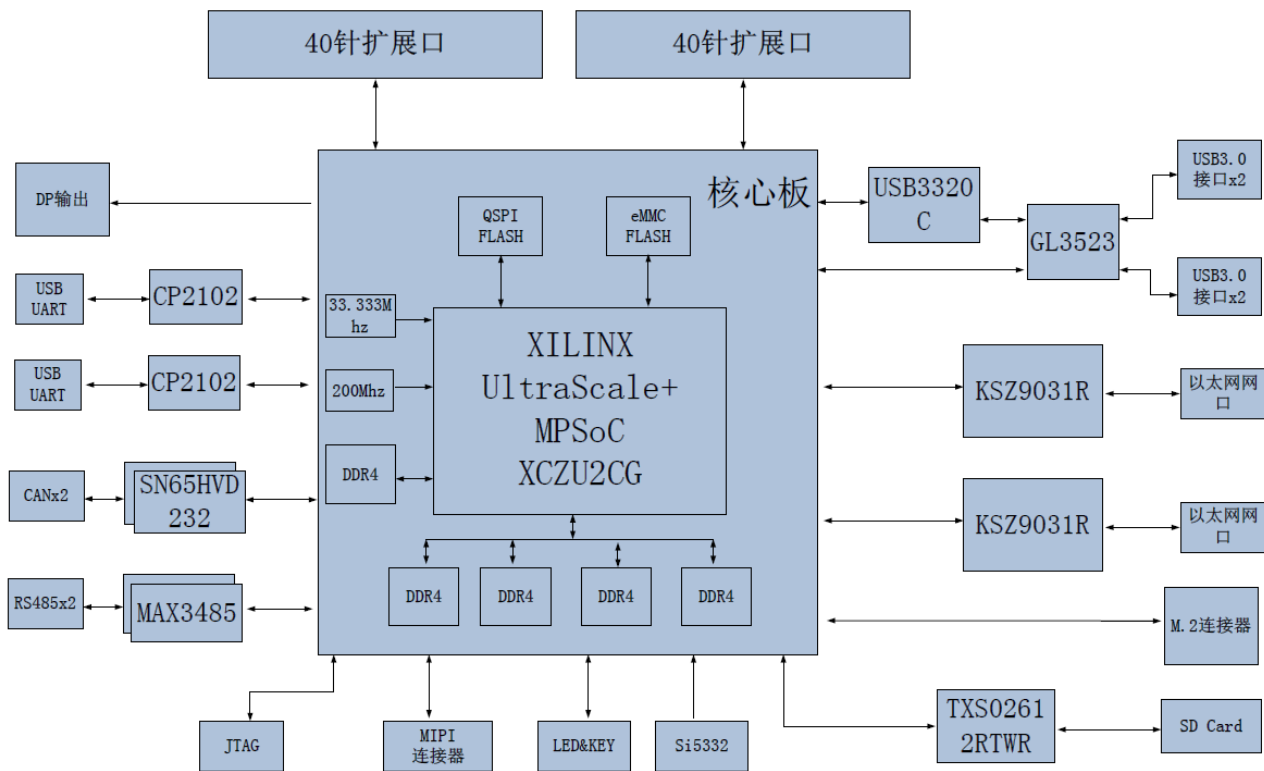 40针扩展口
40针扩展口
核心板
DP输出
QSPI
FLASH
eMMC
FLASH
USB3320
C
GL3523
USB3.0
接口x2
USB3.0
接口x2
USB
UART
CP2102
33.333M
hz
XILINX
UltraScale+
MPSoC
XCZU2CG
USB
UART
CP2102
200Mhz
KSZ9031R
以太网网
口
CANx2
SN65HVD
232
DDR4
KSZ9031R
以太网网
口
RS485x2
MAX3485
DDR4
DDR4
DDR4
DDR4
M.2连接器
JTAG
MIPI
连接器
LED&KEY
Si5332
TXS0261
2RTWR
SD Card